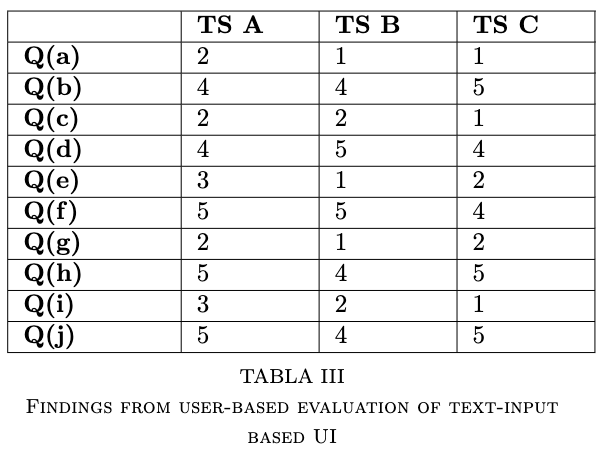 TS A TS B TS C
Q(a) 2 1 1
Q(b) 4 4 5
Q(c) 2 2 1
Q(d) 4 5 4
Q(e) 3 1 2
Q(f) 5 5 4
Q(g) 2 1 2
Q(h) 5 4 5
Q(i) 3 2 1
Q(j) 5 4 5
TABLA III
Findings from user-based evaluation of text-input
based UI